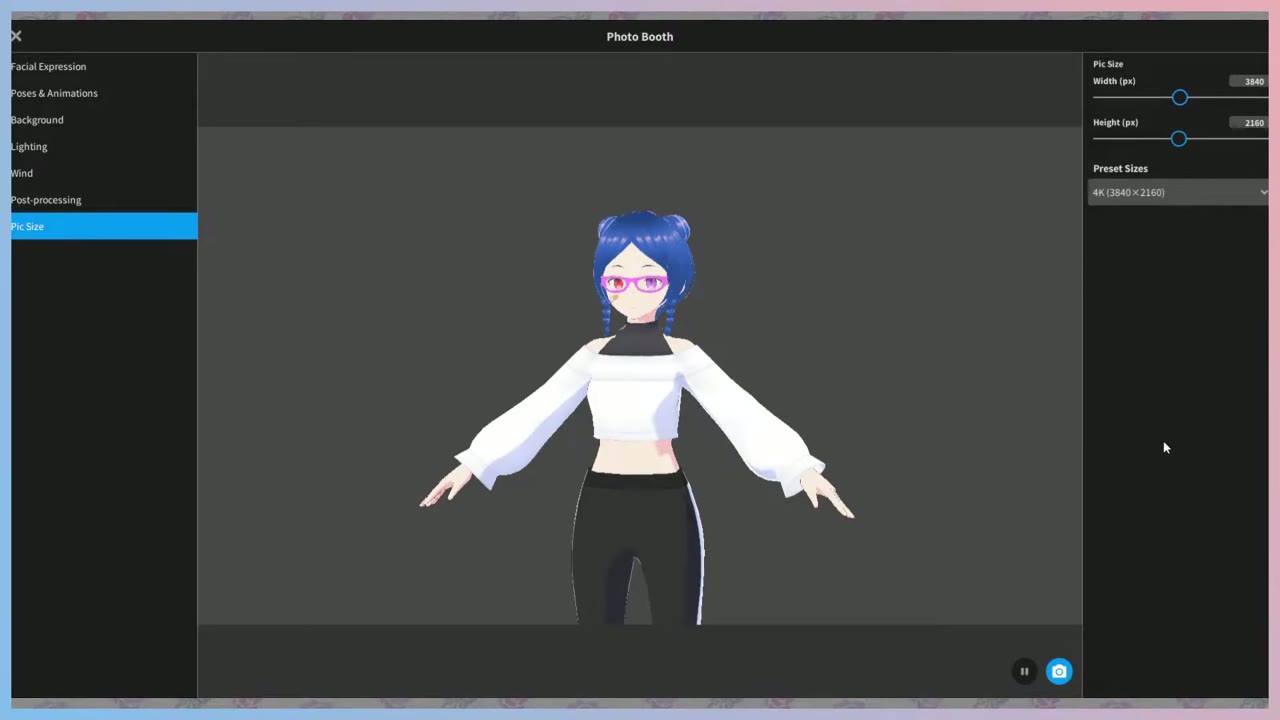 Photo Booth
Facial Expression
Poses & Animations
Background
Lighting
Wind
Post-processing
Pic Size
Pic Size
Width (px)
3840
Height (px)
2160
Preset Sizes
4K (3840×2160)